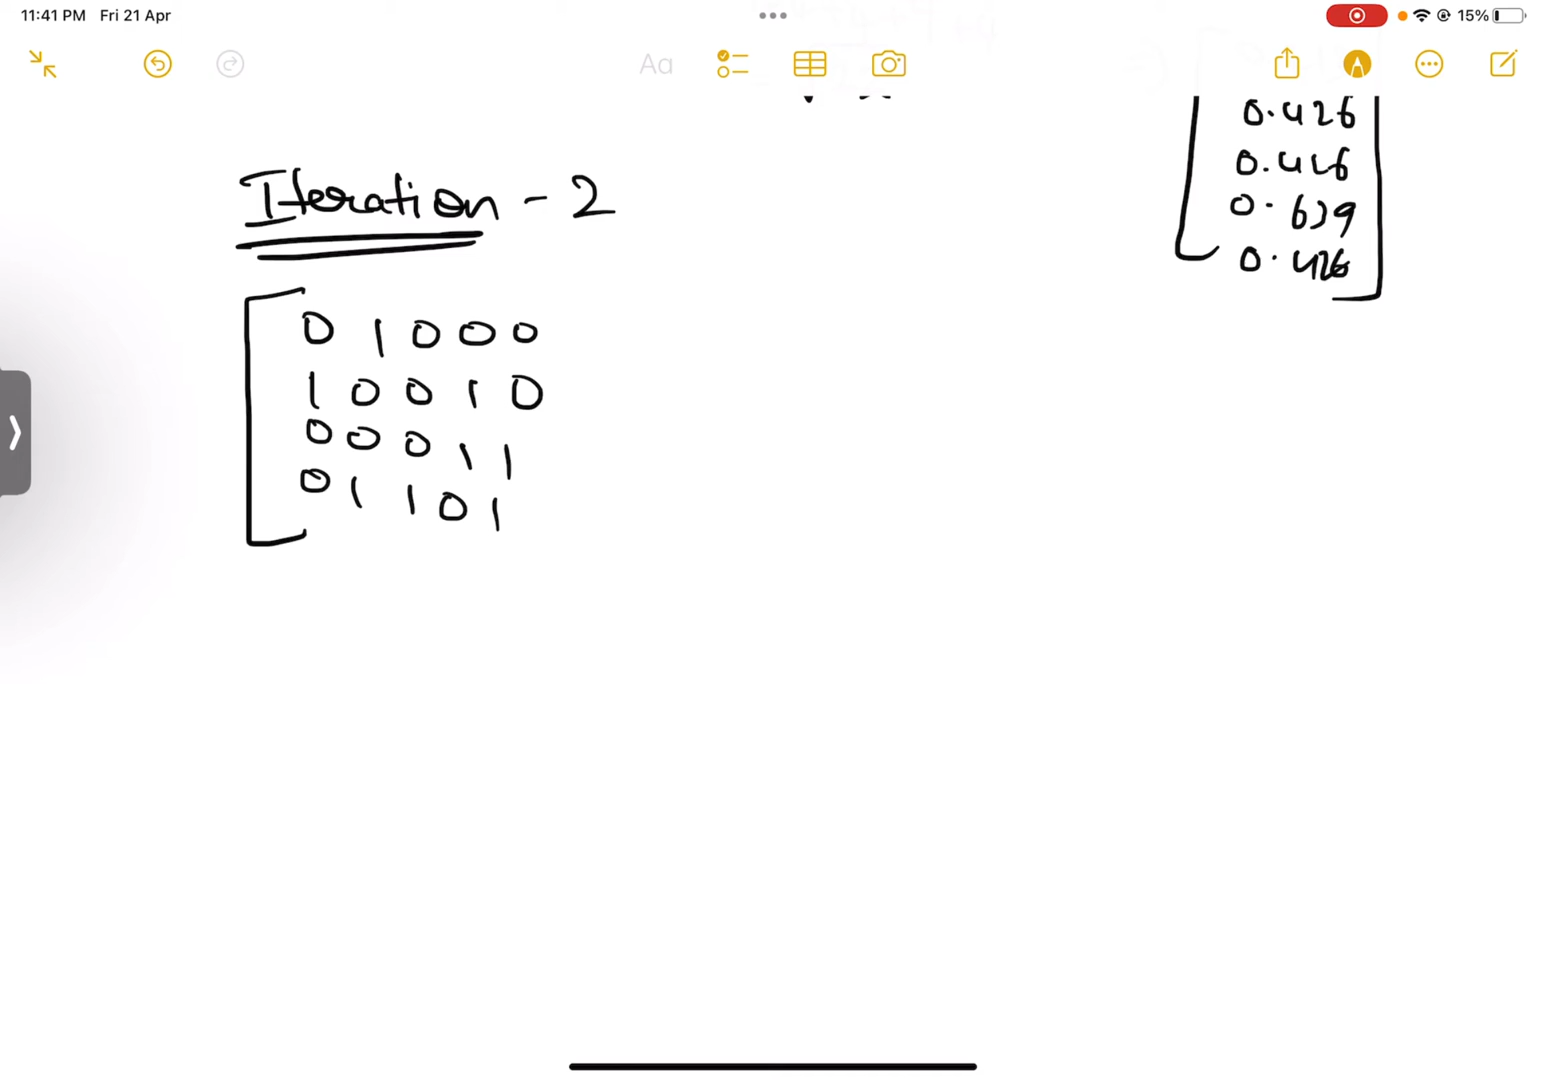 11:41 PM Fri 21 Apr
15%
Aa
0.426
0.426
0.639
0.426
Iteration - 2
0 1 0 0 0
1 0 0 1 0
0 0 0 1 1
0 1 1 0 1